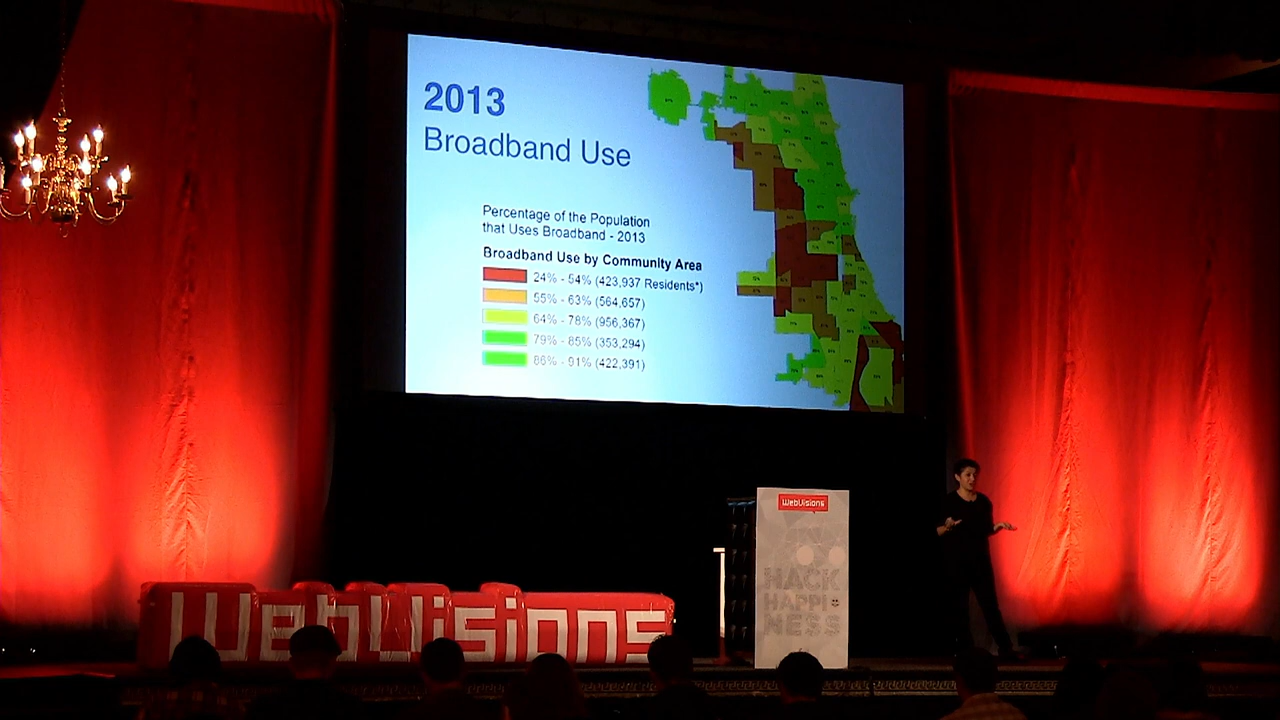 2013
Broadband Use
Percentage of the Population
that Uses Broadband - 2013
Broadband Use by Community Area
24% - 54% (423,937 Residents*)
55% - 63% (564,657)
64% - 78% (956,367)
79% - 85% (353,294)
86% - 91% (422,391)
WebVisions
HACK
HAPPI
NESS
WebVisions